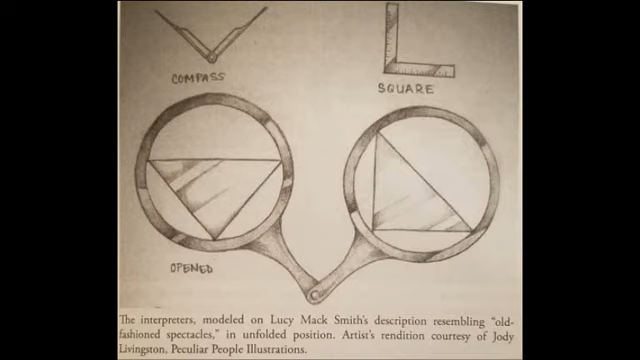 COMPASS
SQUARE
OPENED
The interpreters, modeled on Lucy Mack Smith's description resembling "old-
fashioned spectacles," in unfolded position. Artist's rendition courtesy of Jody
Livingston, Peculiar People Illustrations.